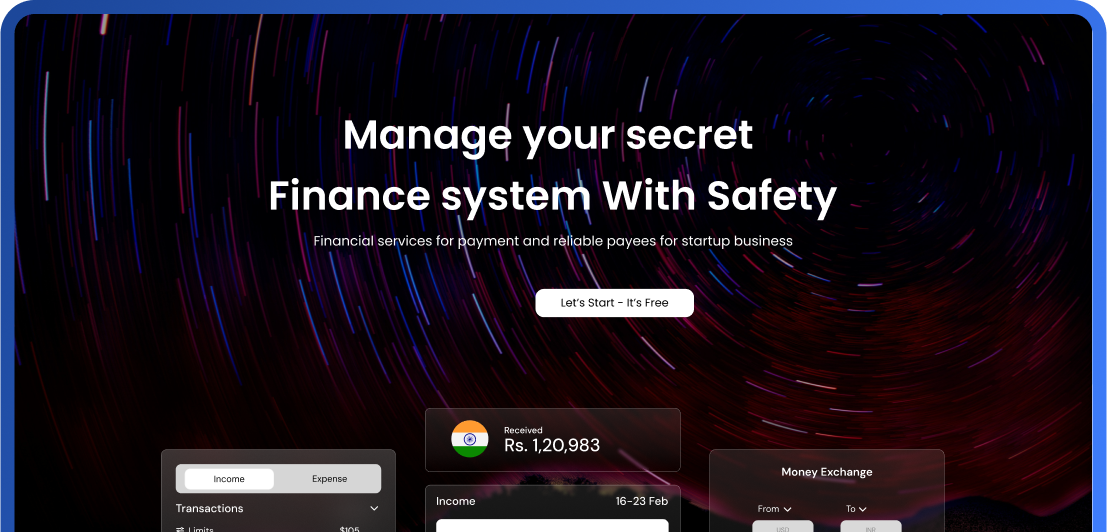 Manage your secret
Finance system With Safety
Financial services for payment and reliable payees for startup business
Let's Start - It's Free
Received
Rs. 1,20,983
Income Expense
Transactions
Limits $105
Income 16-23 Feb
Money Exchange
From To
USD INR